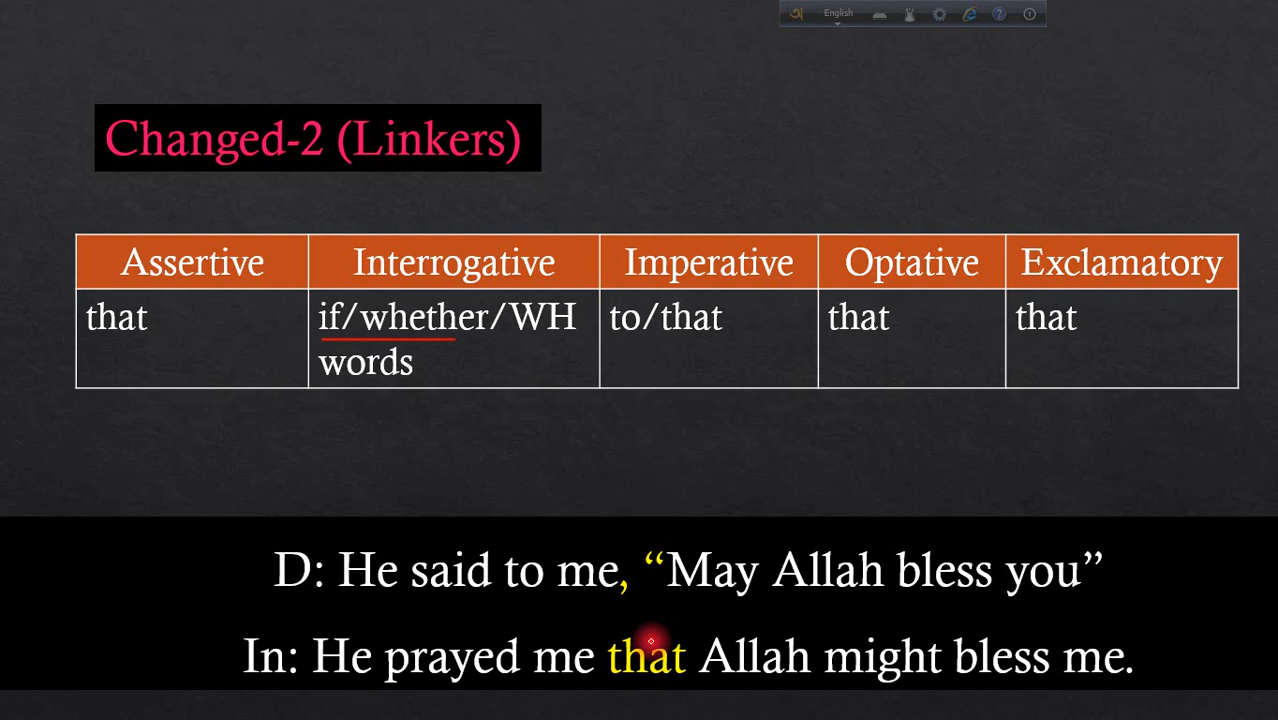 অ English
Changed-2 (Linkers)
Assertive Interrogative Imperative Optative Exclamatory
that if/whether/WH to/that that that
words
D: He said to me, “May Allah bless you”
In: He prayed me that Allah might bless me.